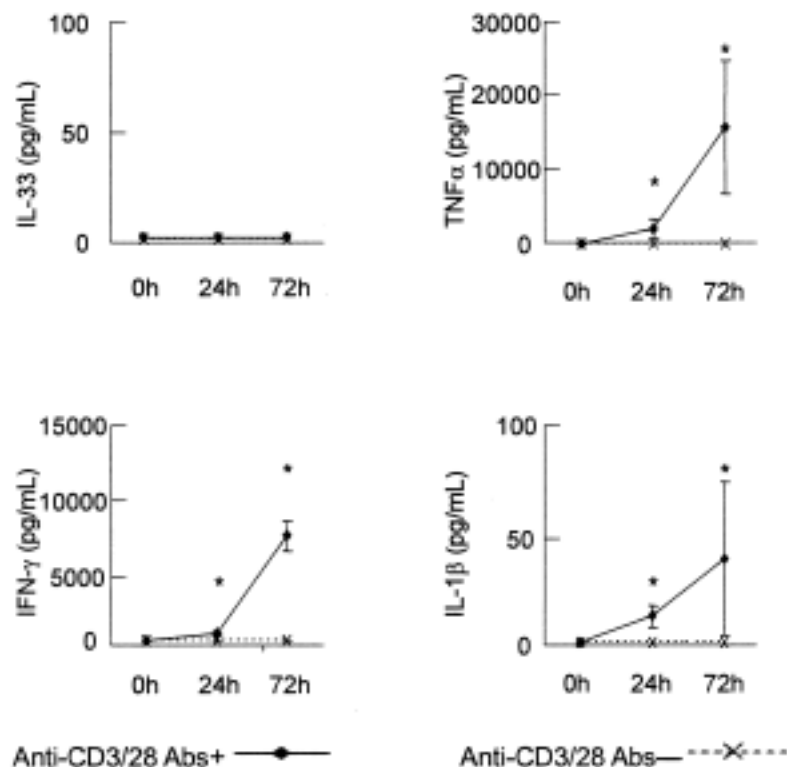 100
50
0
IL-33 (pg/mL)
0h 24h 72h
30000
20000
10000
0
TNFα (pg/mL)
*
*
0h 24h 72h
15000
10000
5000
0
IFN-γ (pg/mL)
*
*
0h 24h 72h
100
50
0
IL-1β (pg/mL)
*
*
0h 24h 72h
Anti-CD3/28 Abs+
Anti-CD3/28 Abs—